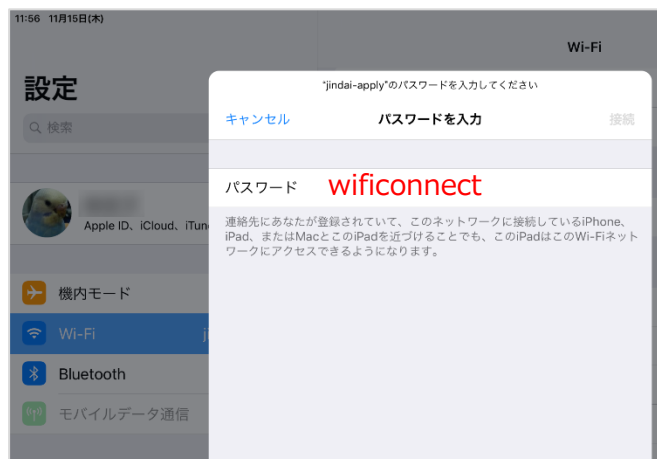 11:56 11月15日(木)
Wi-Fi
設定
"jindai-apply"のパスワードを入力してください
キャンセル パスワードを入力 接続
検索
パスワード wificonnect
連絡先にあなたが登録されていて、このネットワークに接続しているiPhone、
iPad、またはMacとこのiPadを近づけることでも、このiPadはこのWi-Fiネット
ワークにアクセスできるようになります。
Apple ID、iCloud、iTun
機内モード
Wi-Fi ji
Bluetooth
モバイルデータ通信